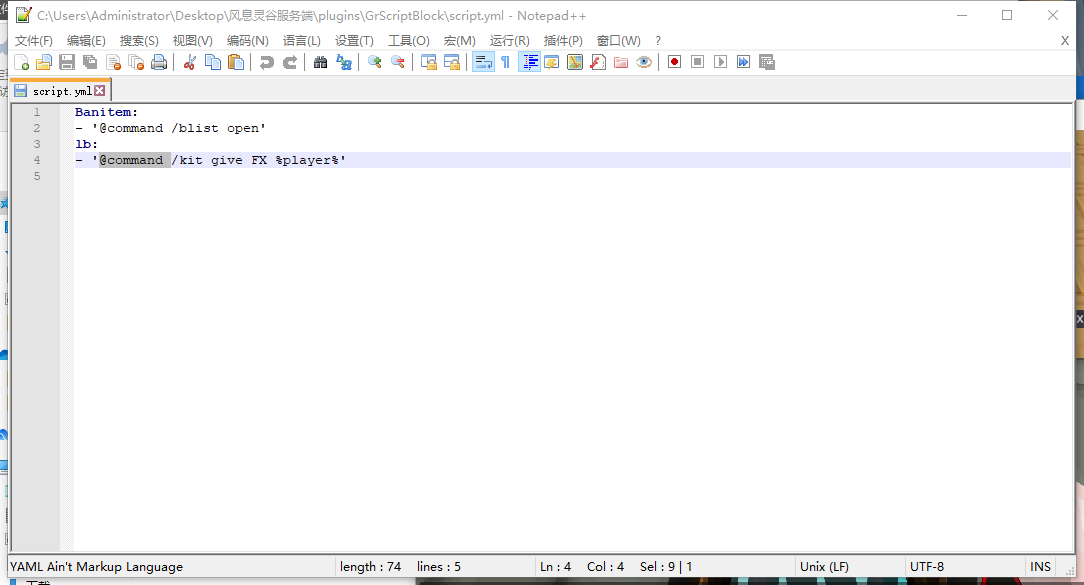 C:\Users\Administrator\Desktop\风息灵谷服务端\plugins\GrScriptBlock\script.yml - Notepad++
文件(F) 编辑(E) 搜索(S) 视图(V) 编码(N) 语言(L) 设置(T) 工具(O) 宏(M) 运行(R) 插件(P) 窗口(W) ? X
script.yml
1 Banitem:
2 - '@command /blist open'
3 lb:
4 - '@command /kit give FX %player%'
5
YAML Ain't Markup Language length : 74 lines : 5 Ln : 4 Col : 4 Sel : 9 | 1 Unix (LF) UTF-8 INS